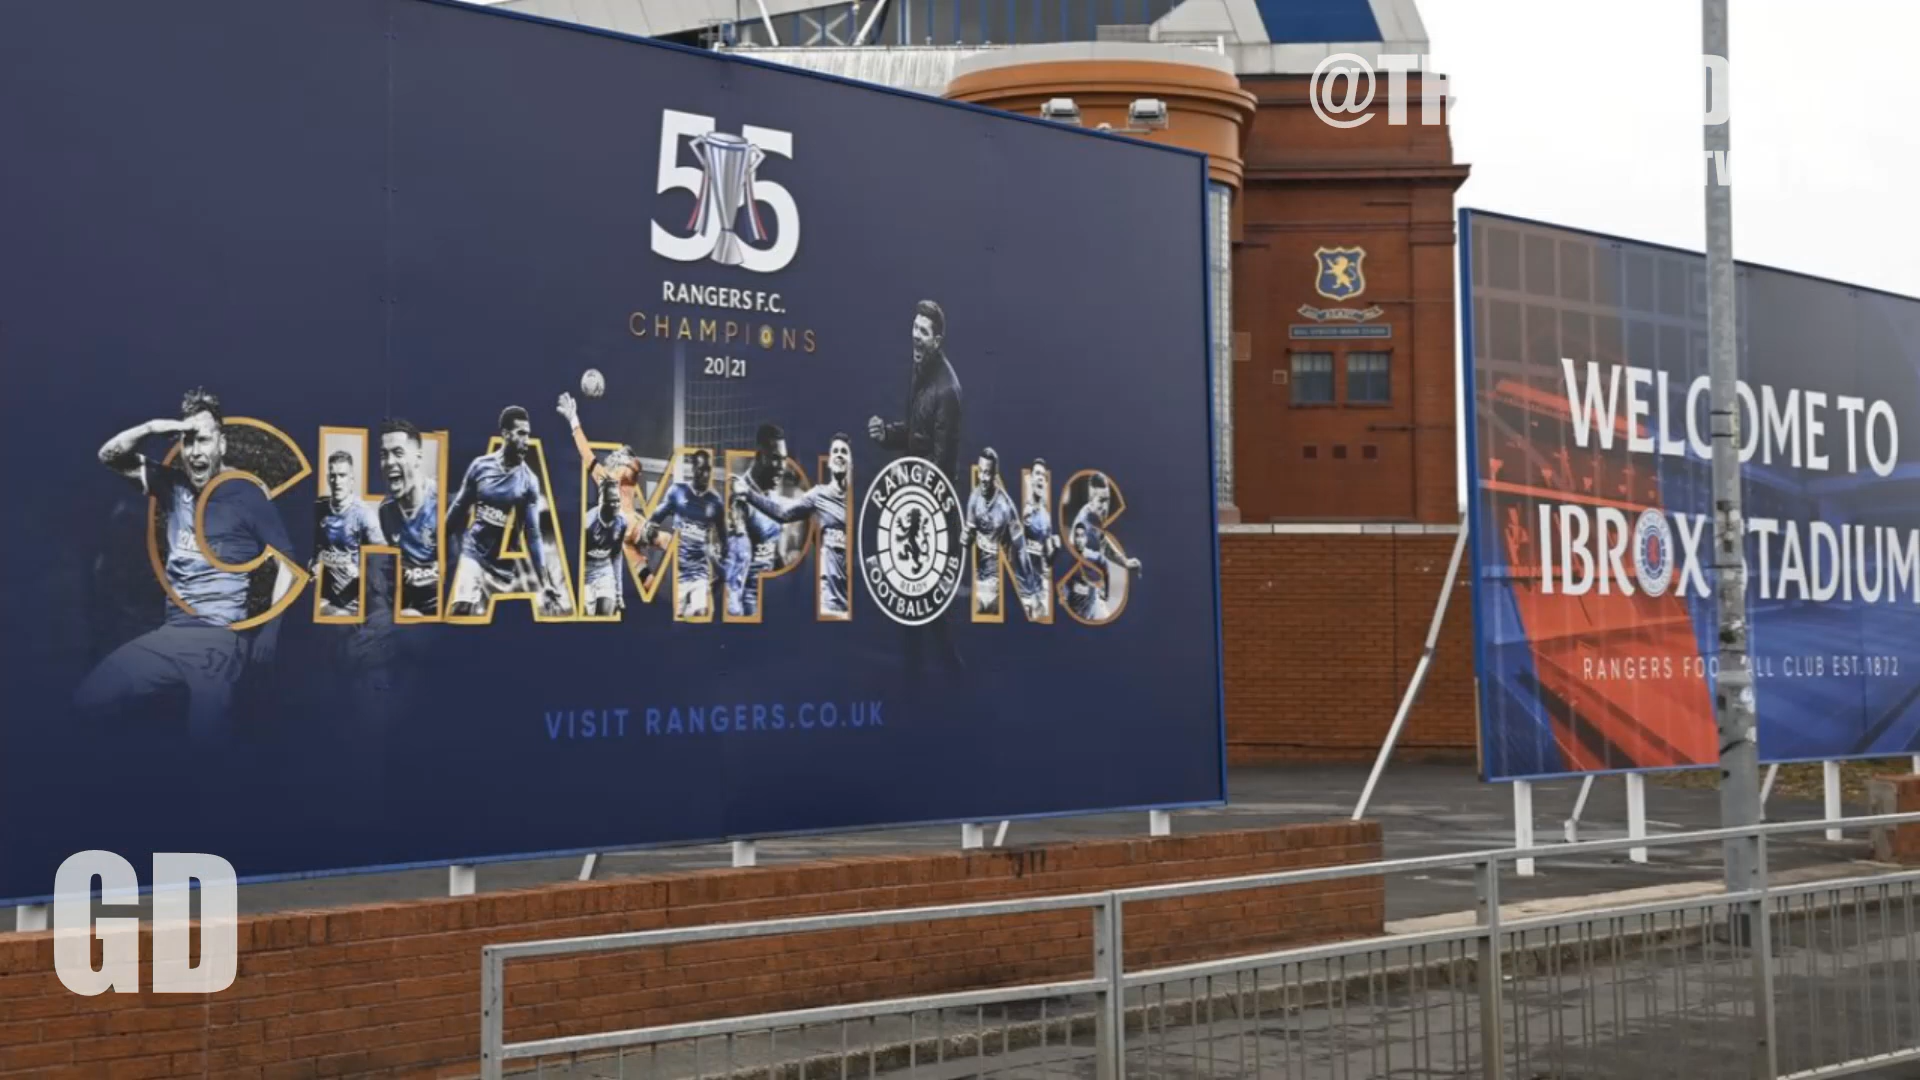 55
RANGERS F.C.
CHAMPIONS
20|21
CHAMPIONS
RANGERS
FOOTBALL CLUB
READY
VISIT RANGERS.CO.UK
WELCOME TO
IBROX STADIUM
RANGERS FOOTBALL CLUB EST.1872
GD